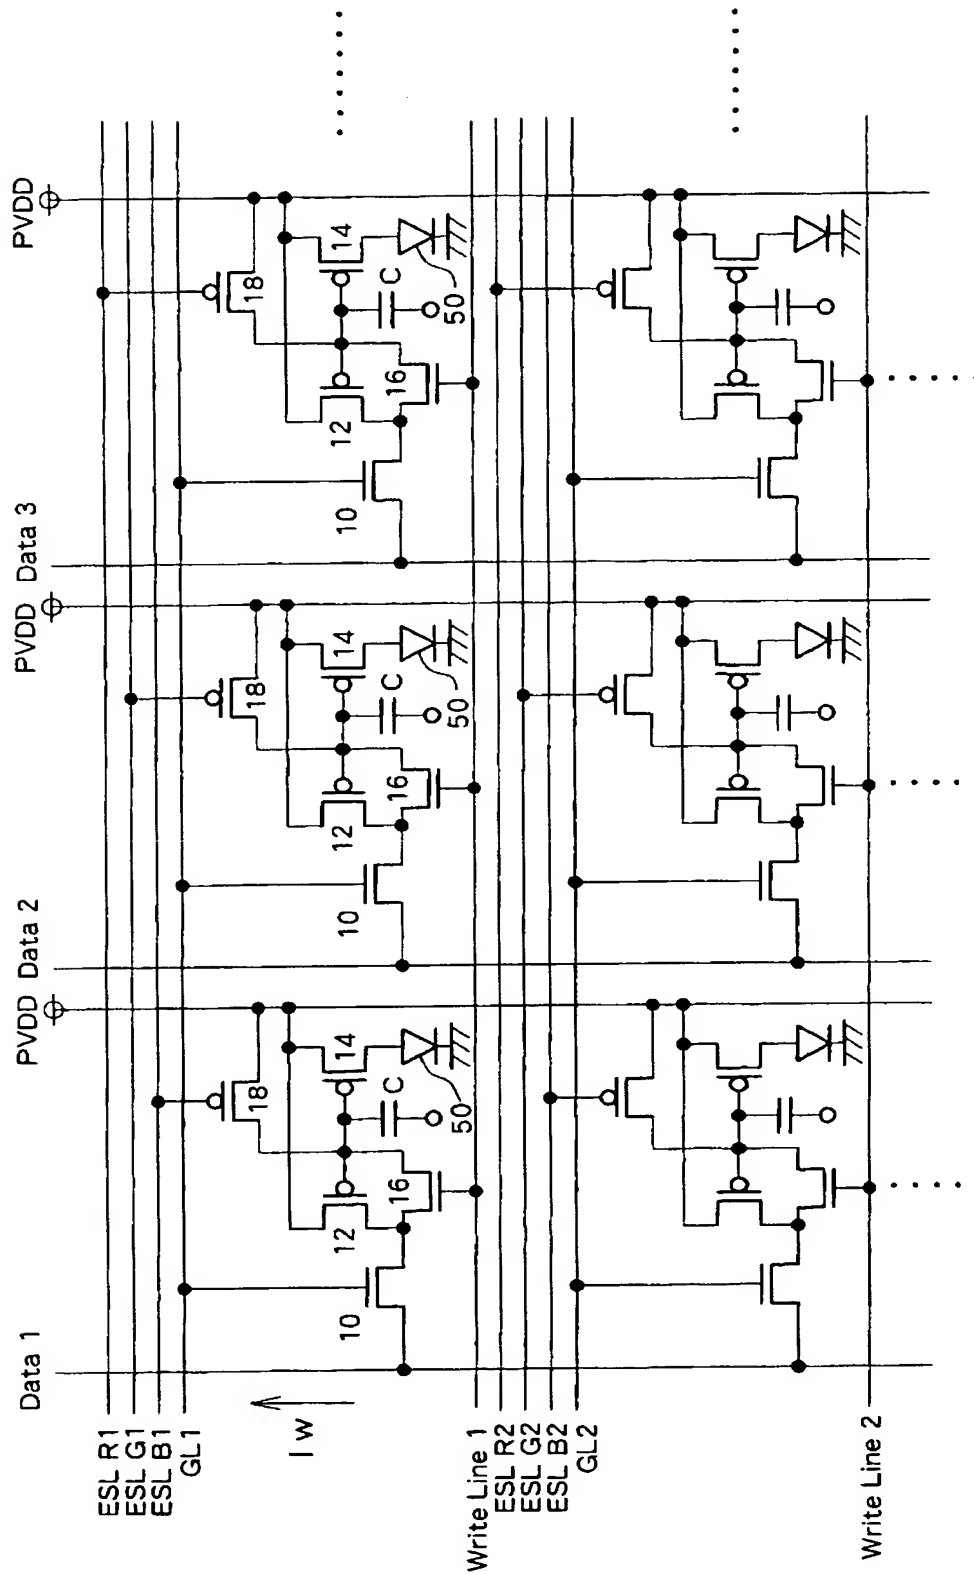 Data 1
PVDD
Data 2
PVDD
Data 3
PVDD
ESL R1
ESL G1
ESL B1
GL1
I w
18
18
18
12
14
12
14
12
14
C
C
C
10
16
50
10
16
50
10
16
50
Write Line 1
ESL R2
ESL G2
ESL B2
GL2
Write Line 2